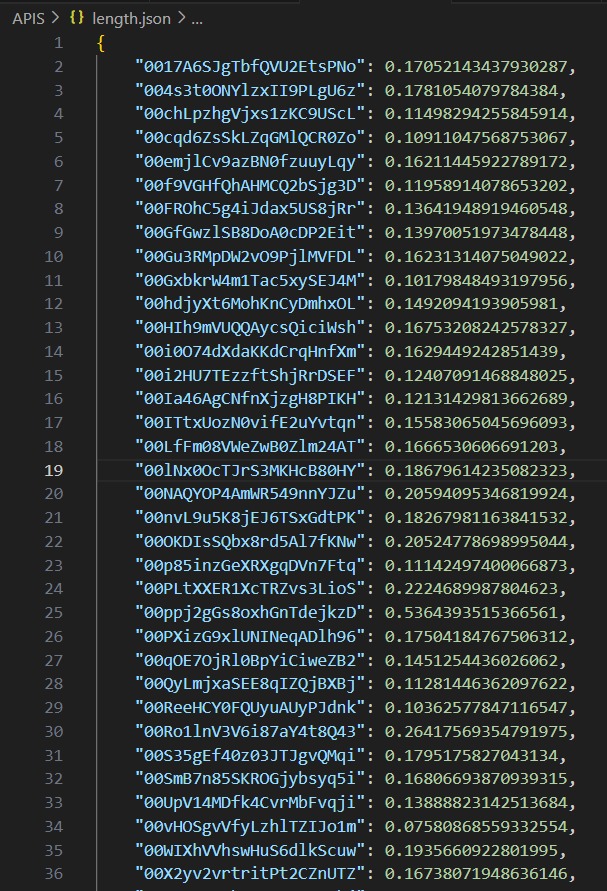 APIS > {} length.json > ...
1 {
2 "0017A6SJgTbfQVU2EtsPNo": 0.17052143437930287,
3 "004s3t0ONYlzxII9PLgU6z": 0.1781054079784384,
4 "00chLpzhgVjxs1zKC9UScL": 0.11498294255845914,
5 "00cqd6ZsSkLZqGMlQCR0Zo": 0.10911047568753067,
6 "00emjlCv9azBN0fzuuyLqy": 0.16211445922789172,
7 "00f9VGHfQhAHMCQ2bSjg3D": 0.11958914078653202,
8 "00FROhC5g4iJdax5US8jRr": 0.13641948919460548,
9 "00GfGwzlSB8DoA0cDP2Eit": 0.13970051973478448,
10 "00Gu3RMpDW2vO9PjlMVFDL": 0.16231314075049022,
11 "00GxbkrW4m1Tac5xySEJ4M": 0.10179848493197956,
12 "00hdjyXt6MohKnCyDmhxOL": 0.1492094193905981,
13 "00HIh9mVUQQAycsQiciWsh": 0.16753208242578327,
14 "00i0O74dXdaKKdCrqHnfXm": 0.1629449242851439,
15 "00i2HU7TEzzftShjRrDSEF": 0.12407091468848025,
16 "00Ia46AgCNfnXjzgH8PIKH": 0.12131429813662689,
17 "00ITtxUozN0vifE2uYvtqn": 0.15583065045696093,
18 "00LfFm08VWeZwB0Zlm24AT": 0.1666530606691203,
19 "00lNx0OcTJrS3MKHcB80HY": 0.18679614235082323,
20 "00NAQYOP4AmWR549nnYJZu": 0.20594095346819924,
21 "00nvL9u5K8jEJ6TSxGdtPK": 0.18267981163841532,
22 "00OKDIsSQbx8rd5Al7fKNw": 0.20524778698995044,
23 "00p85inzGeXRXgqDVn7Ftq": 0.11142497400066873,
24 "00PLtXXER1XcTRZvs3LioS": 0.2224689987804623,
25 "00ppj2gGs8oxhGnTdejkzD": 0.5364393515366561,
26 "00PXizG9xlUNINeqADlh96": 0.17504184767506312,
27 "00qOE7OjRl0BpYiCiweZB2": 0.1451254436026062,
28 "00QyLmjxaSEE8qIZQjBXBj": 0.11281446362097622,
29 "00ReeHCY0FQUyuAUyPJdnk": 0.10362577847116547,
30 "00Ro1lnV3V6i87aY4t8Q43": 0.26417569354791975,
31 "00S35gEf40z03JTJgvQMqi": 0.1795175827043134,
32 "00SmB7n85SKROGjybsyq5i": 0.16806693870939315,
33 "00UpV14MDfk4CvrMbFvqji": 0.13888823142513684,
34 "00vHOSgvVfyLzhlTZIJo1m": 0.07580868559332554,
35 "00WIXhVVhswHuS6dlkScuw": 0.1935660922801995,
36 "00X2yv2vrtritPt2CZnUTZ": 0.16738071948636146,